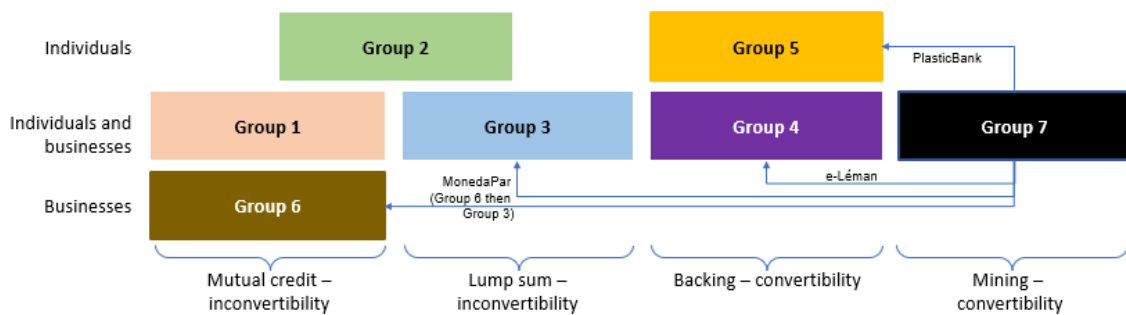 Individuals
Group 2
Group 5
PlasticBank
Individuals and
businesses
Group 1
Group 3
Group 4
Group 7
MonedaPar
(Group 6 then
Group 3)
e-Léman
Businesses
Group 6
Mutual credit –
inconvertibility
Lump sum –
inconvertibility
Backing – convertibility
Mining –
convertibility